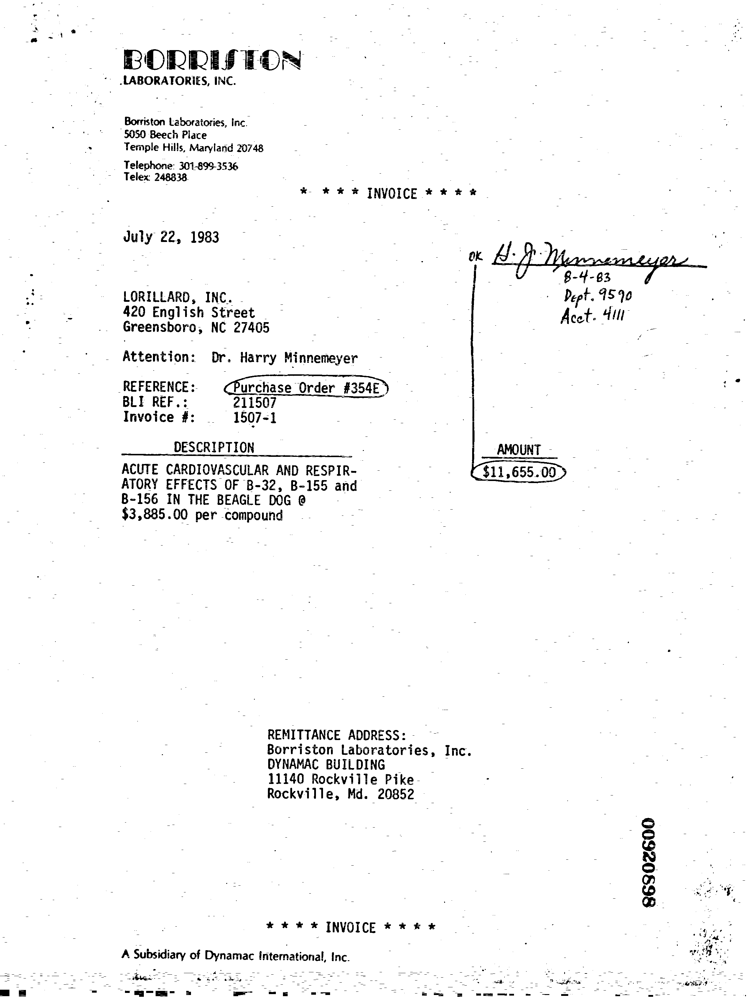 BORRISTON
LABORATORIES, INC.
Borriston Laboratories, Inc.
5050 Beech Place
Temple Hills, Maryland 20748
Telephone: 301-899-3536
Telex: 248838
* * * * INVOICE * * * *
July 22, 1983
OK H. J. Minnemeyer
8-4-83
Dept. 9590
Acct. 4111
LORILLARD, INC.
420 English Street
Greensboro, NC 27405
Attention: Dr. Harry Minnemeyer
REFERENCE: Purchase Order #354E
BLI REF.: 211507
Invoice #: 1507-1
DESCRIPTION AMOUNT
ACUTE CARDIOVASCULAR AND RESPIR- $11,655.00
ATORY EFFECTS OF B-32, B-155 and
B-156 IN THE BEAGLE DOG @
$3,885.00 per compound
REMITTANCE ADDRESS:
Borriston Laboratories, Inc.
DYNAMAC BUILDING
11140 Rockville Pike
Rockville, Md. 20852
00920898
* * * * INVOICE * * * *
A Subsidiary of Dynamac International, Inc.